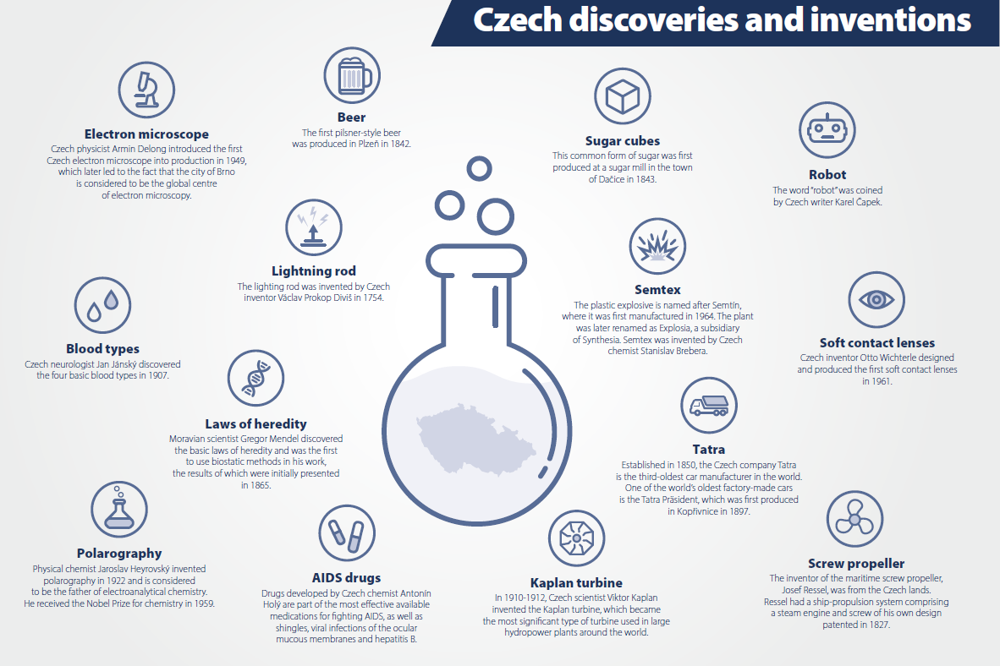 Czech discoveries and inventions
Electron microscope
Czech physicist Armin Delong introduced the first
Czech electron microscope into production in 1949,
which later led to the fact that the city of Brno
is considered to be the global centre
of electron microscopy.
Beer
The first pilsner-style beer
was produced in Plzeň in 1842.
Sugar cubes
This common form of sugar was first
produced at a sugar mill in the town
of Dačice in 1843.
Robot
The word "robot" was coined
by Czech writer Karel Čapek.
Lightning rod
The lighting rod was invented by Czech
inventor Václav Prokop Diviš in 1754.
Semtex
The plastic explosive is named after Semtín,
where it was first manufactured in 1964. The plant
was later renamed as Explosia, a subsidiary
of Synthesia. Semtex was invented by Czech
chemist Stanislav Brebera.
Blood types
Czech neurologist Jan Jánský discovered
the four basic blood types in 1907.
Soft contact lenses
Czech inventor Otto Wichterle designed
and produced the first soft contact lenses
in 1961.
Laws of heredity
Moravian scientist Gregor Mendel discovered
the basic laws of heredity and was the first
to use biostatic methods in his work,
the results of which were initially presented
in 1865.
Tatra
Established in 1850, the Czech company Tatra
is the third-oldest car manufacturer in the world.
One of the world's oldest factory-made cars
is the Tatra Präsident, which was first produced
in Kopřivnice in 1897.
Polarography
Physical chemist Jaroslav Heyrovský invented
polarography in 1922 and is considered
to be the father of electroanalytical chemistry.
He received the Nobel Prize for chemistry in 1959.
AIDS drugs
Drugs developed by Czech chemist Antonín
Holý are part of the most effective available
medications for fighting AIDS, as well as
shingles, viral infections of the ocular
mucous membranes and hepatitis B.
Kaplan turbine
In 1910-1912, Czech scientist Viktor Kaplan
invented the Kaplan turbine, which became
the most significant type of turbine used in large
hydropower plants around the world.
Screw propeller
The inventor of the maritime screw propeller,
Josef Ressel, was from the Czech lands.
Ressel had a ship-propulsion system comprising
a steam engine and screw of his own design
patented in 1827.